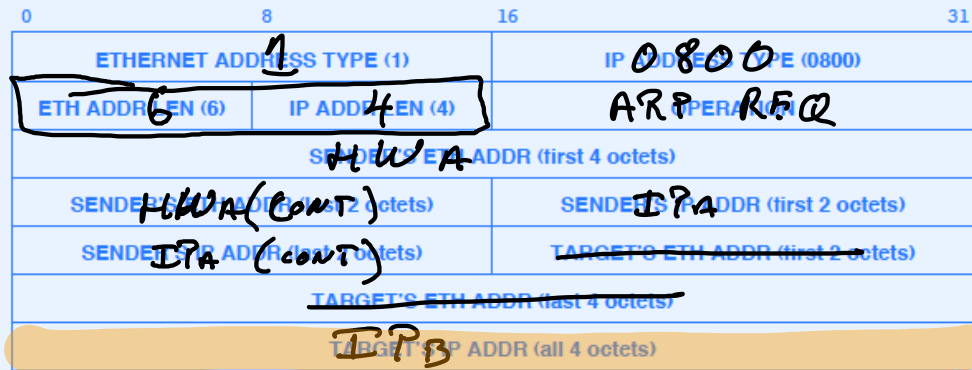 0 8 16 31
ETHERNET ADDRESS TYPE (1) IP ADDRESS TYPE (0800)
1 0800
ETH ADDR LEN (6) IP ADDR LEN (4) OPERATION
6 4 ARP REQ
SENDER'S ETH ADDR (first 4 octets)
HWA
SENDER'S ETH ADDR (last 2 octets) SENDER'S IP ADDR (first 2 octets)
HWA (CONT) IPA
SENDER'S IP ADDR (last 2 octets) TARGET'S ETH ADDR (first 2 octets)
IPA (CONT)
TARGET'S ETH ADDR (last 4 octets)
TARGET'S IP ADDR (all 4 octets)
IPB